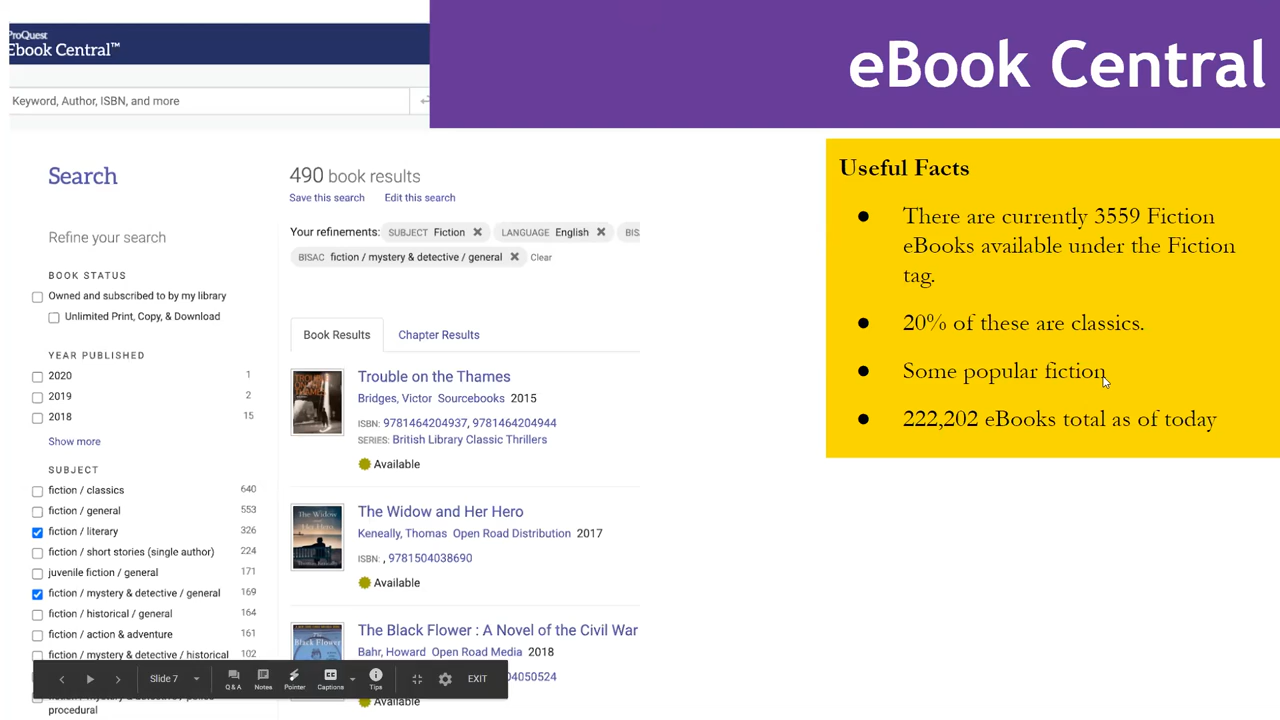 ProQuest
Ebook Central™
eBook Central
Keyword, Author, ISBN, and more
Search
Refine your search
BOOK STATUS
Owned and subscribed to by my library
Unlimited Print, Copy, & Download
YEAR PUBLISHED
2020 1
2019 2
2018 15
Show more
SUBJECT
fiction / classics 640
fiction / general 553
fiction / literary 326
fiction / short stories (single author) 224
juvenile fiction / general 171
fiction / mystery & detective / general 169
fiction / historical / general 164
fiction / action & adventure 161
fiction / mystery & detective / historical 102
procedural
490 book results
Save this search Edit this search
Your refinements: SUBJECT Fiction LANGUAGE English BIS
BISAC fiction / mystery & detective / general Clear
Book Results Chapter Results
Trouble on the Thames
Bridges, Victor Sourcebooks 2015
ISBN: 9781464204937, 9781464204944
SERIES: British Library Classic Thrillers
Available
The Widow and Her Hero
Keneally, Thomas Open Road Distribution 2017
ISBN: , 9781504038690
Available
The Black Flower : A Novel of the Civil War
Bahr, Howard Open Road Media 2018
04050524
Available
Useful Facts
● There are currently 3559 Fiction
eBooks available under the Fiction
tag.
● 20% of these are classics.
● Some popular fiction
● 222,202 eBooks total as of today
Slide 7 Q & A Notes Pointer Captions Tips EXIT
THE WIDOW
and HER HERO
The Black Flower